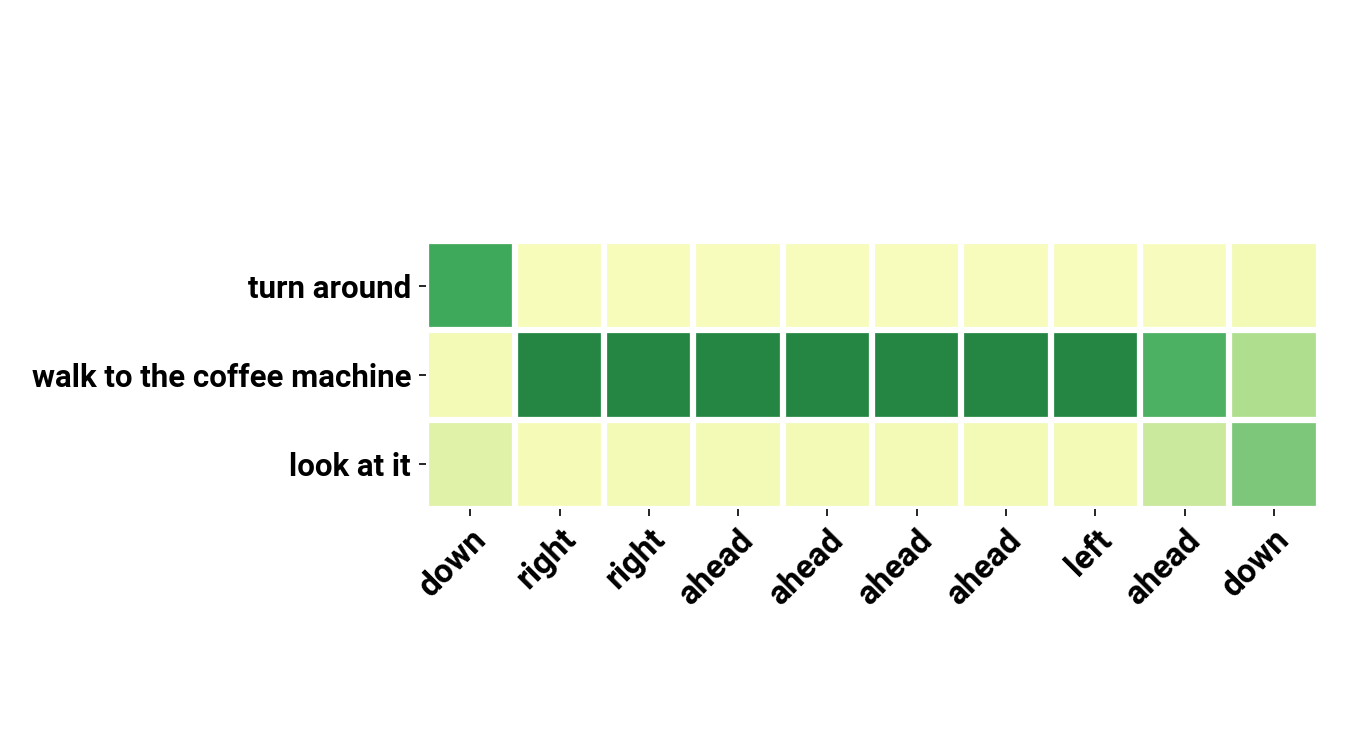 turn around
walk to the coffee machine
look at it
down
right
right
ahead
ahead
ahead
ahead
left
ahead
down